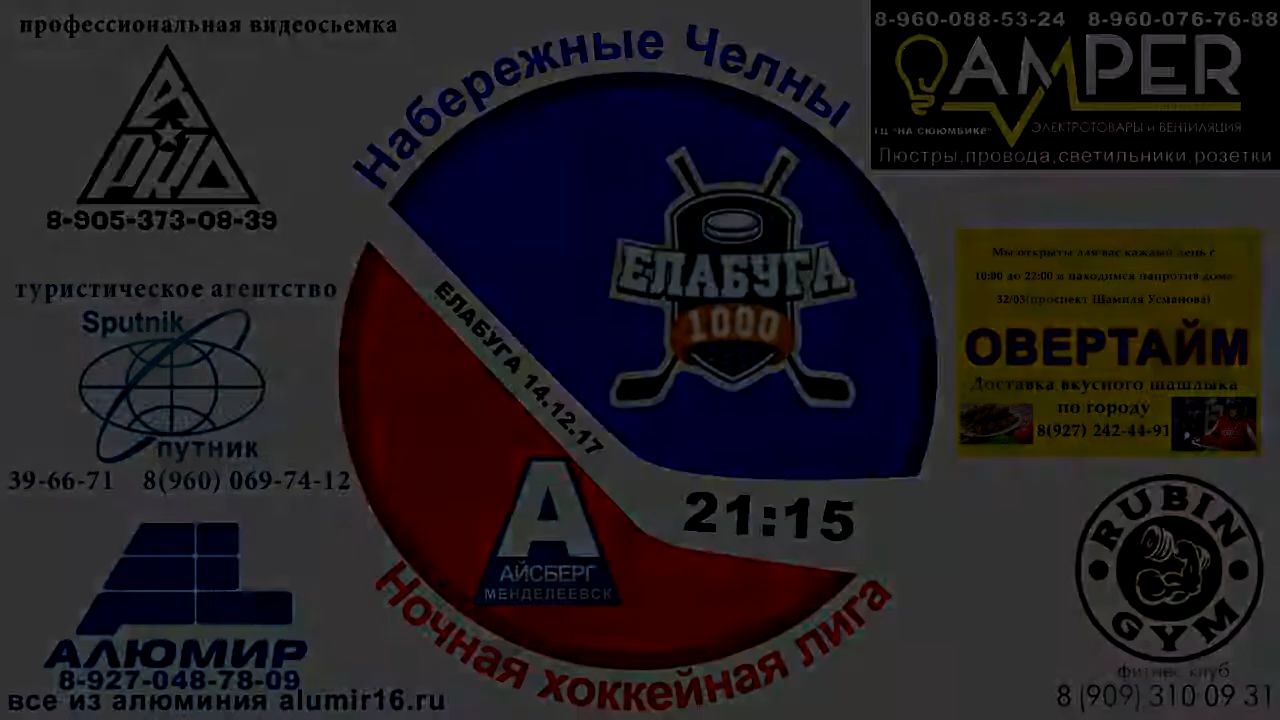 профессиональная видеосьемка
PRO
8-905-373-08-39
туристическое агентство
Sputnik
путник
39-66-71 8(960) 069-74-12
АЛЮМИР
8-927-048-78-09
все из алюминия alumir16.ru
Набережные Челны
ЕЛАБУГА
1000
ЕЛАБУГА 14.12.17
21:15
А
АЙСБЕРГ
МЕНДЕЛЕЕВСК
Ночная хоккейная лига
8-960-088-53-24 8-960-076-76-88
AMPER
ТЦ "НА СЮЮМБИКЕ"
ЭЛЕКТРОТОВАРЫ и ВЕНТИЛЯЦИЯ
Люстры,провода,светильники,розетки
Мы открыты для вас каждый день с
10:00 до 22:00 и находимся напротив дома
32/03(проспект Шамиля Усманова)
ОВЕРТАЙМ
Доставка вкусного шашлыка
по городу
8(927) 242-44-91
RUBIN
GYM
фитнес клуб
8 (909) 310 09 31